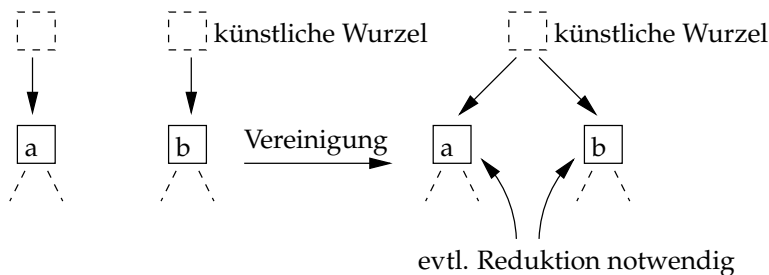 künstliche Wurzel
künstliche Wurzel
a
b
Vereinigung
a
b
evtl. Reduktion notwendig